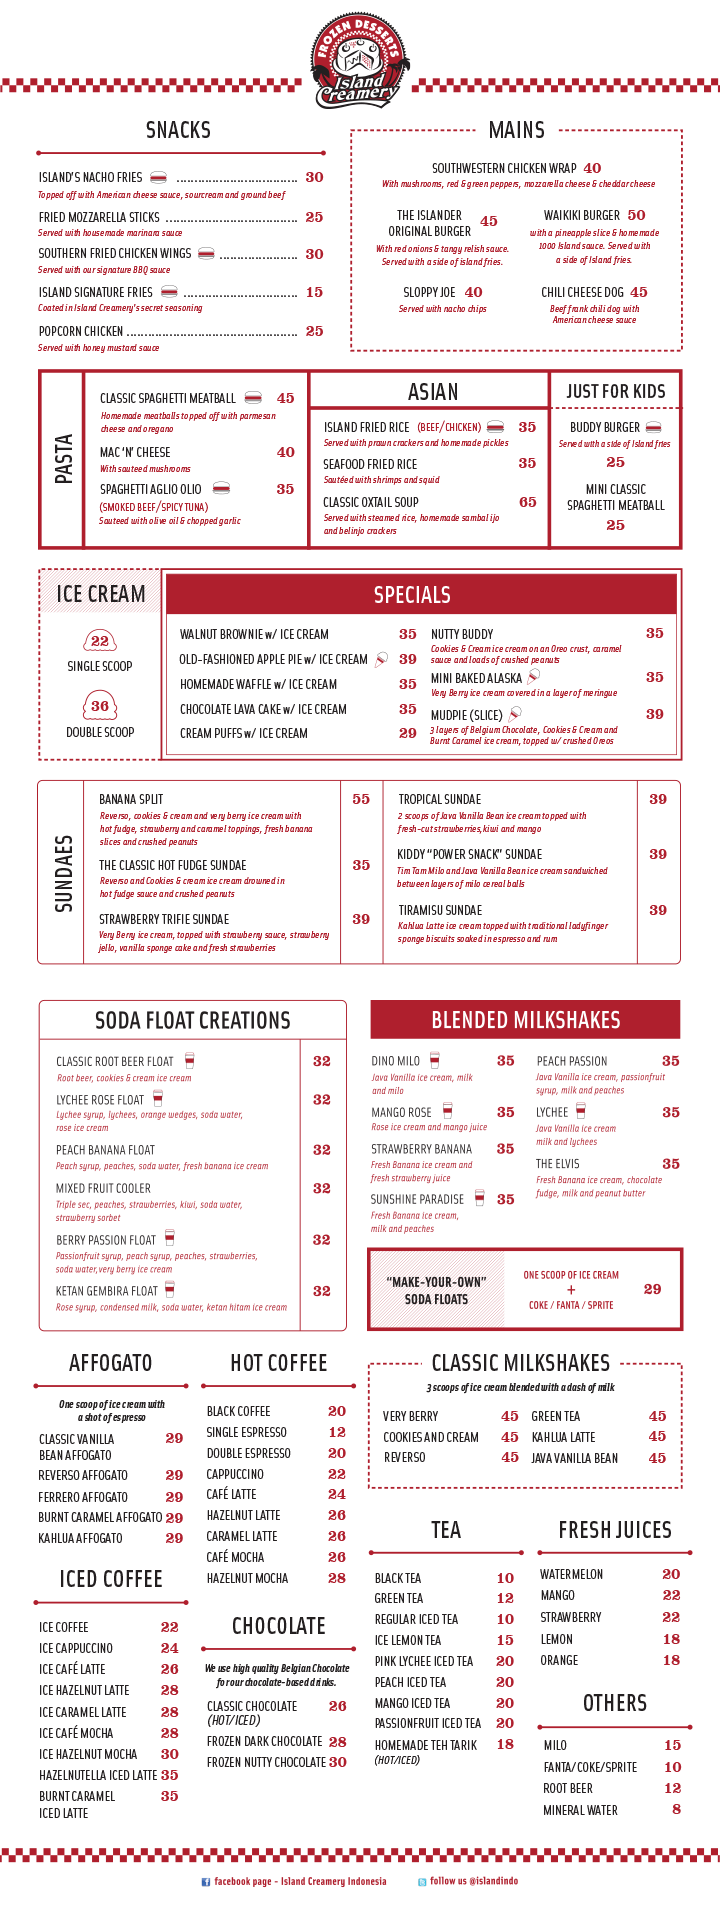 FROZEN DESSERTS
Island
Creamery
SNACKS
ISLAND'S NACHO FRIES 30
Topped off with American cheese sauce, sourcream and ground beef
FRIED MOZZARELLA STICKS 25
Served with housemade marinara sauce
SOUTHERN FRIED CHICKEN WINGS 30
Served with our signature BBQ sauce
ISLAND SIGNATURE FRIES 15
Coated in Island Creamery's secret seasoning
POPCORN CHICKEN 25
Served with honey mustard sauce
MAINS
SOUTHWESTERN CHICKEN WRAP 40
With mushrooms, red & green peppers, mozzarella cheese & cheddar cheese
THE ISLANDER
ORIGINAL BURGER 45
With red onions & tangy relish sauce.
Served with a side of island fries.
WAIKIKI BURGER 50
with a pineapple slice & homemade
1000 Island sauce. Served with
a side of Island fries.
SLOPPY JOE 40
Served with nacho chips
CHILI CHEESE DOG 45
Beef frank chili dog with
American cheese sauce
PASTA
CLASSIC SPAGHETTI MEATBALL 45
Homemade meatballs topped off with parmesan
cheese and oregano
MAC 'N' CHEESE 40
With sauteed mushrooms
SPAGHETTI AGLIO OLIO 35
(SMOKED BEEF/SPICY TUNA)
Sauteed with olive oil & chopped garlic
ASIAN
ISLAND FRIED RICE (BEEF/CHICKEN) 35
Served with prawn crackers and homemade pickles
SEAFOOD FRIED RICE 35
Sautéed with shrimps and squid
CLASSIC OXTAIL SOUP 65
Served with steamed rice, homemade sambal ijo
and belinjo crackers
JUST FOR KIDS
BUDDY BURGER
Served with a side of Island fries
25
MINI CLASSIC
SPAGHETTI MEATBALL
25
ICE CREAM
22
SINGLE SCOOP
36
DOUBLE SCOOP
SPECIALS
WALNUT BROWNIE w/ ICE CREAM 35
OLD-FASHIONED APPLE PIE w/ ICE CREAM 39
HOMEMADE WAFFLE w/ ICE CREAM 35
CHOCOLATE LAVA CAKE w/ ICE CREAM 35
CREAM PUFFS w/ ICE CREAM 29
NUTTY BUDDY 35
Cookies & Cream ice cream on an Oreo crust, caramel
sauce and loads of crushed peanuts
MINI BAKED ALASKA 35
Very Berry ice cream covered in a layer of meringue
MUDPIE (SLICE) 39
3 layers of Belgium Chocolate, Cookies & Cream and
Burnt Caramel ice cream, topped w/ crushed Oreos
SUNDAES
BANANA SPLIT 55
Reverso, cookies & cream and very berry ice cream with
hot fudge, strawberry and caramel toppings, fresh banana
slices and crushed peanuts
THE CLASSIC HOT FUDGE SUNDAE 35
Reverso and Cookies & cream ice cream drowned in
hot fudge sauce and crushed peanuts
STRAWBERRY TRIFIE SUNDAE 39
Very Berry ice cream, topped with strawberry sauce, strawberry
jello, vanilla sponge cake and fresh strawberries
TROPICAL SUNDAE 39
2 scoops of Java Vanilla Bean ice cream topped with
fresh-cut strawberries, kiwi and mango
KIDDY "POWER SNACK" SUNDAE 39
Tim Tam Milo and Java Vanilla Bean ice cream sandwiched
between layers of milo cereal balls
TIRAMISU SUNDAE 39
Kahlua Latte ice cream topped with traditional ladyfinger
sponge biscuits soaked in espresso and rum
SODA FLOAT CREATIONS
CLASSIC ROOT BEER FLOAT 32
Root beer, cookies & cream ice cream
LYCHEE ROSE FLOAT 32
Lychee syrup, lychees, orange wedges, soda water,
rose ice cream
PEACH BANANA FLOAT 32
Peach syrup, peaches, soda water, fresh banana ice cream
MIXED FRUIT COOLER 32
Triple sec, peaches, strawberries, kiwi, soda water,
strawberry sorbet
BERRY PASSION FLOAT 32
Passionfruit syrup, peach syrup, peaches, strawberries,
soda water,very berry ice cream
KETAN GEMBIRA FLOAT 32
Rose syrup, condensed milk, soda water, ketan hitam ice cream
BLENDED MILKSHAKES
DINO MILO 35
Java Vanilla ice cream, milk
and milo
MANGO ROSE 35
Rose ice cream and mango juice
STRAWBERRY BANANA 35
Fresh Banana ice cream and
fresh strawberry juice
SUNSHINE PARADISE 35
Fresh Banana ice cream,
milk and peaches
PEACH PASSION 35
Java Vanilla ice cream, passionfruit
syrup, milk and peaches
LYCHEE 35
Java Vanilla ice cream
milk and lychees
THE ELVIS 35
Fresh Banana ice cream, chocolate
fudge, milk and peanut butter
"MAKE-YOUR-OWN"
SODA FLOATS
ONE SCOOP OF ICE CREAM
+
COKE / FANTA / SPRITE
29
AFFOGATO
One scoop of ice cream with
a shot of espresso
CLASSIC VANILLA 29
BEAN AFFOGATO
REVERSO AFFOGATO 29
FERRERO AFFOGATO 29
BURNT CARAMEL AFFOGATO 29
KAHLUA AFFOGATO 29
ICED COFFEE
ICE COFFEE 22
ICE CAPPUCCINO 24
ICE CAFÉ LATTE 26
ICE HAZELNUT LATTE 28
ICE CARAMEL LATTE 28
ICE CAFÉ MOCHA 28
ICE HAZELNUT MOCHA 30
HAZELNUTELLA ICED LATTE 35
BURNT CARAMEL 35
ICED LATTE
HOT COFFEE
BLACK COFFEE 20
SINGLE ESPRESSO 12
DOUBLE ESPRESSO 20
CAPPUCCINO 22
CAFÉ LATTE 24
HAZELNUT LATTE 26
CARAMEL LATTE 26
CAFÉ MOCHA 26
HAZELNUT MOCHA 28
CHOCOLATE
We use high quality Belgian Chocolate
for our chocolate-based drinks.
CLASSIC CHOCOLATE 26
(HOT/ICED)
FROZEN DARK CHOCOLATE 28
FROZEN NUTTY CHOCOLATE 30
CLASSIC MILKSHAKES
3 scoops of ice cream blended with a dash of milk
VERY BERRY 45
COOKIES AND CREAM 45
REVERSO 45
GREEN TEA 45
KAHLUA LATTE 45
JAVA VANILLA BEAN 45
TEA
BLACK TEA 10
GREEN TEA 12
REGULAR ICED TEA 10
ICE LEMON TEA 15
PINK LYCHEE ICED TEA 20
PEACH ICED TEA 20
MANGO ICED TEA 20
PASSIONFRUIT ICED TEA 20
HOMEMADE TEH TARIK 18
(HOT/ICED)
FRESH JUICES
WATERMELON 20
MANGO 22
STRAWBERRY 22
LEMON 18
ORANGE 18
OTHERS
MILO 15
FANTA/COKE/SPRITE 10
ROOT BEER 12
MINERAL WATER 8
facebook page - Island Creamery Indonesia
follow us @islandindo